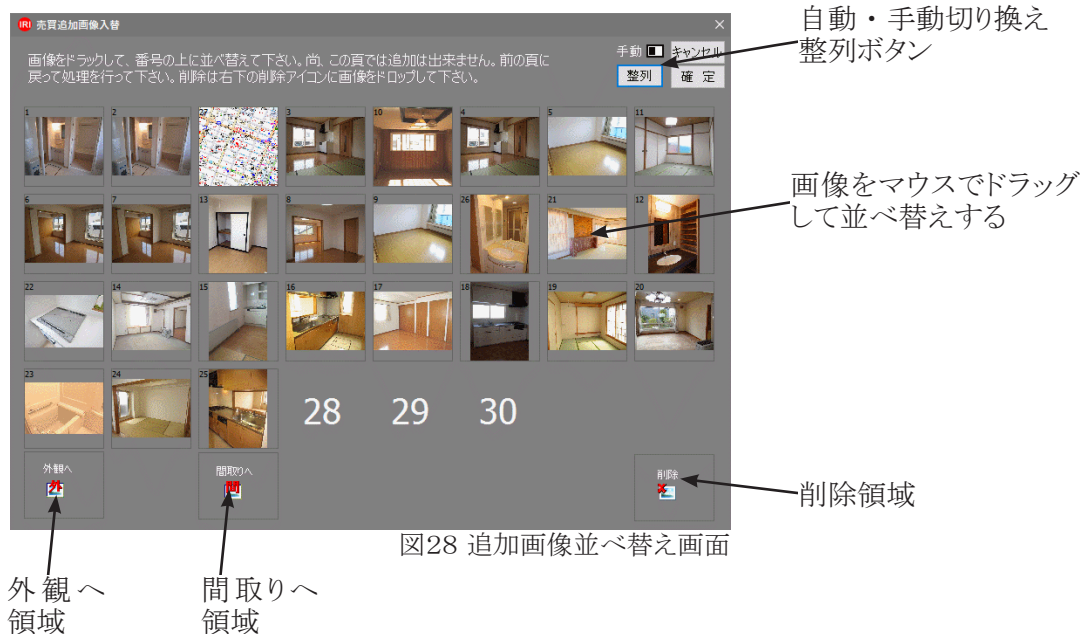 IRI 売買追加画像入替
画像をドラックして、番号の上に並べ替えて下さい。尚、この頁では追加は出来ません。前の頁に
戻って処理を行って下さい。削除は右下の削除アイコンに画像をドロップして下さい。
手動 キャンセル
整列 確 定
自動・手動切り換え
整列ボタン
1 2 27 3 10 4 5 11
画像をマウスでドラッグ
して並べ替えする
6 7 13 8 9 26 21 12
22 14 15 16 17 18 19 20
23 24 25 28 29 30
外観へ 間取りへ 削除
外 間
削除領域
図28 追加画像並べ替え画面
外観へ
領域
間取りへ
領域